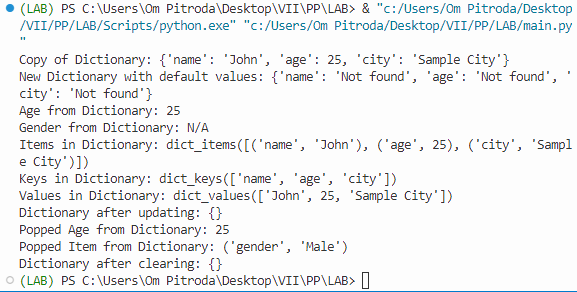 (LAB) PS C:\Users\Om Pitroda\Desktop\VII\PP\LAB> & "c:/Users/Om Pitroda/Desktop
/VII/PP/LAB/Scripts/python.exe" "c:/Users/Om Pitroda/Desktop/VII/PP/LAB/main.py
"
Copy of Dictionary: {'name': 'John', 'age': 25, 'city': 'Sample City'}
New Dictionary with default values: {'name': 'Not found', 'age': 'Not found', '
city': 'Not found'}
Age from Dictionary: 25
Gender from Dictionary: N/A
Items in Dictionary: dict_items([('name', 'John'), ('age', 25), ('city', 'Sampl
e City')])
Keys in Dictionary: dict_keys(['name', 'age', 'city'])
Values in Dictionary: dict_values(['John', 25, 'Sample City'])
Dictionary after updating: {}
Popped Age from Dictionary: 25
Popped Item from Dictionary: ('gender', 'Male')
Dictionary after clearing: {}
(LAB) PS C:\Users\Om Pitroda\Desktop\VII\PP\LAB>